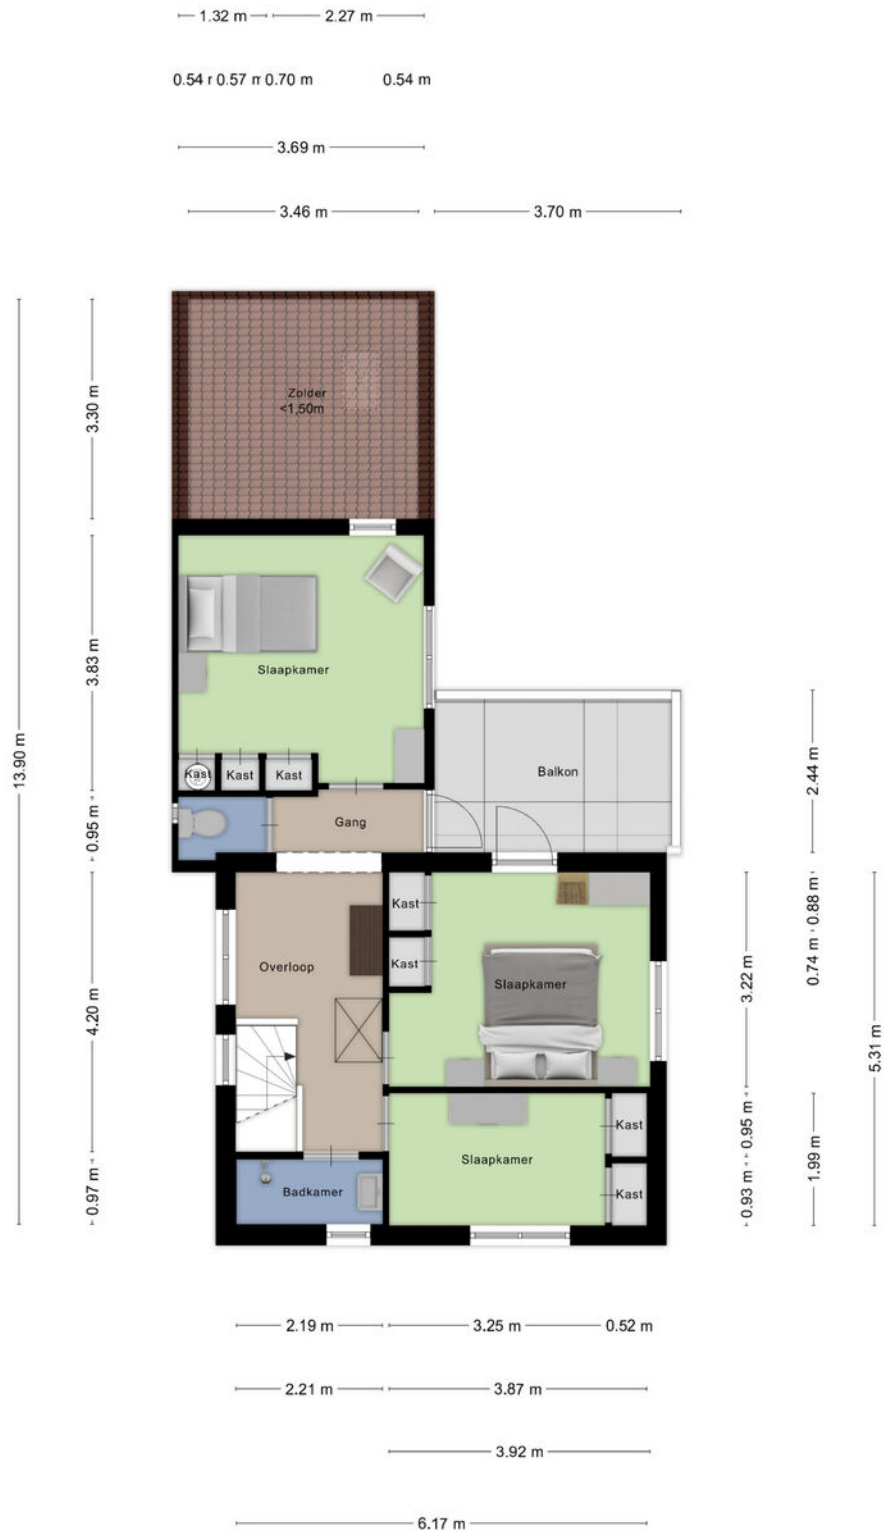 1.32 m
2.27 m
0.54 r
0.57 m
0.70 m
0.54 m
3.69 m
3.46 m
3.70 m
13.90 m
3.30 m
3.83 m
0.95 m
4.20 m
0.97 m
Zolder
<1,50m
Slaapkamer
Kast
Kast
Kast
Gang
Balkon
Overloop
Kast
Kast
Slaapkamer
Slaapkamer
Kast
Kast
Badkamer
2.44 m
0.88 m
0.74 m
3.22 m
5.31 m
0.95 m
0.93 m
1.99 m
2.19 m
3.25 m
0.52 m
2.21 m
3.87 m
3.92 m
6.17 m